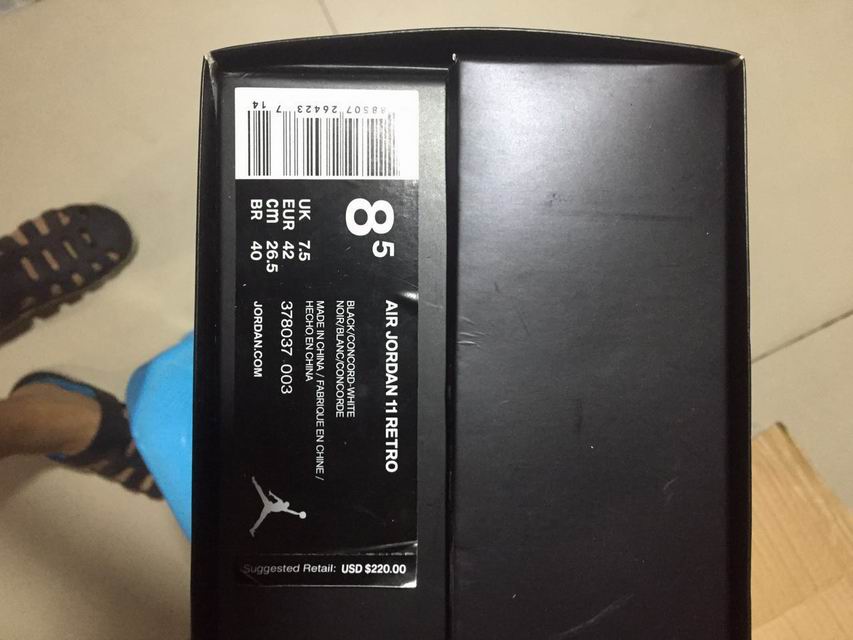 88507 26423 7 14
8 5
UK 7.5
EUR 42
cm 26.5
BR 40
AIR JORDAN 11 RETRO
BLACK/CONCORD-WHITE
NOIR/BLANC/CONCORDE
MADE IN CHINA / FABRIQUE EN CHINE /
HECHO EN CHINA
378037 003
JORDAN.COM
Suggested Retail: USD $220.00